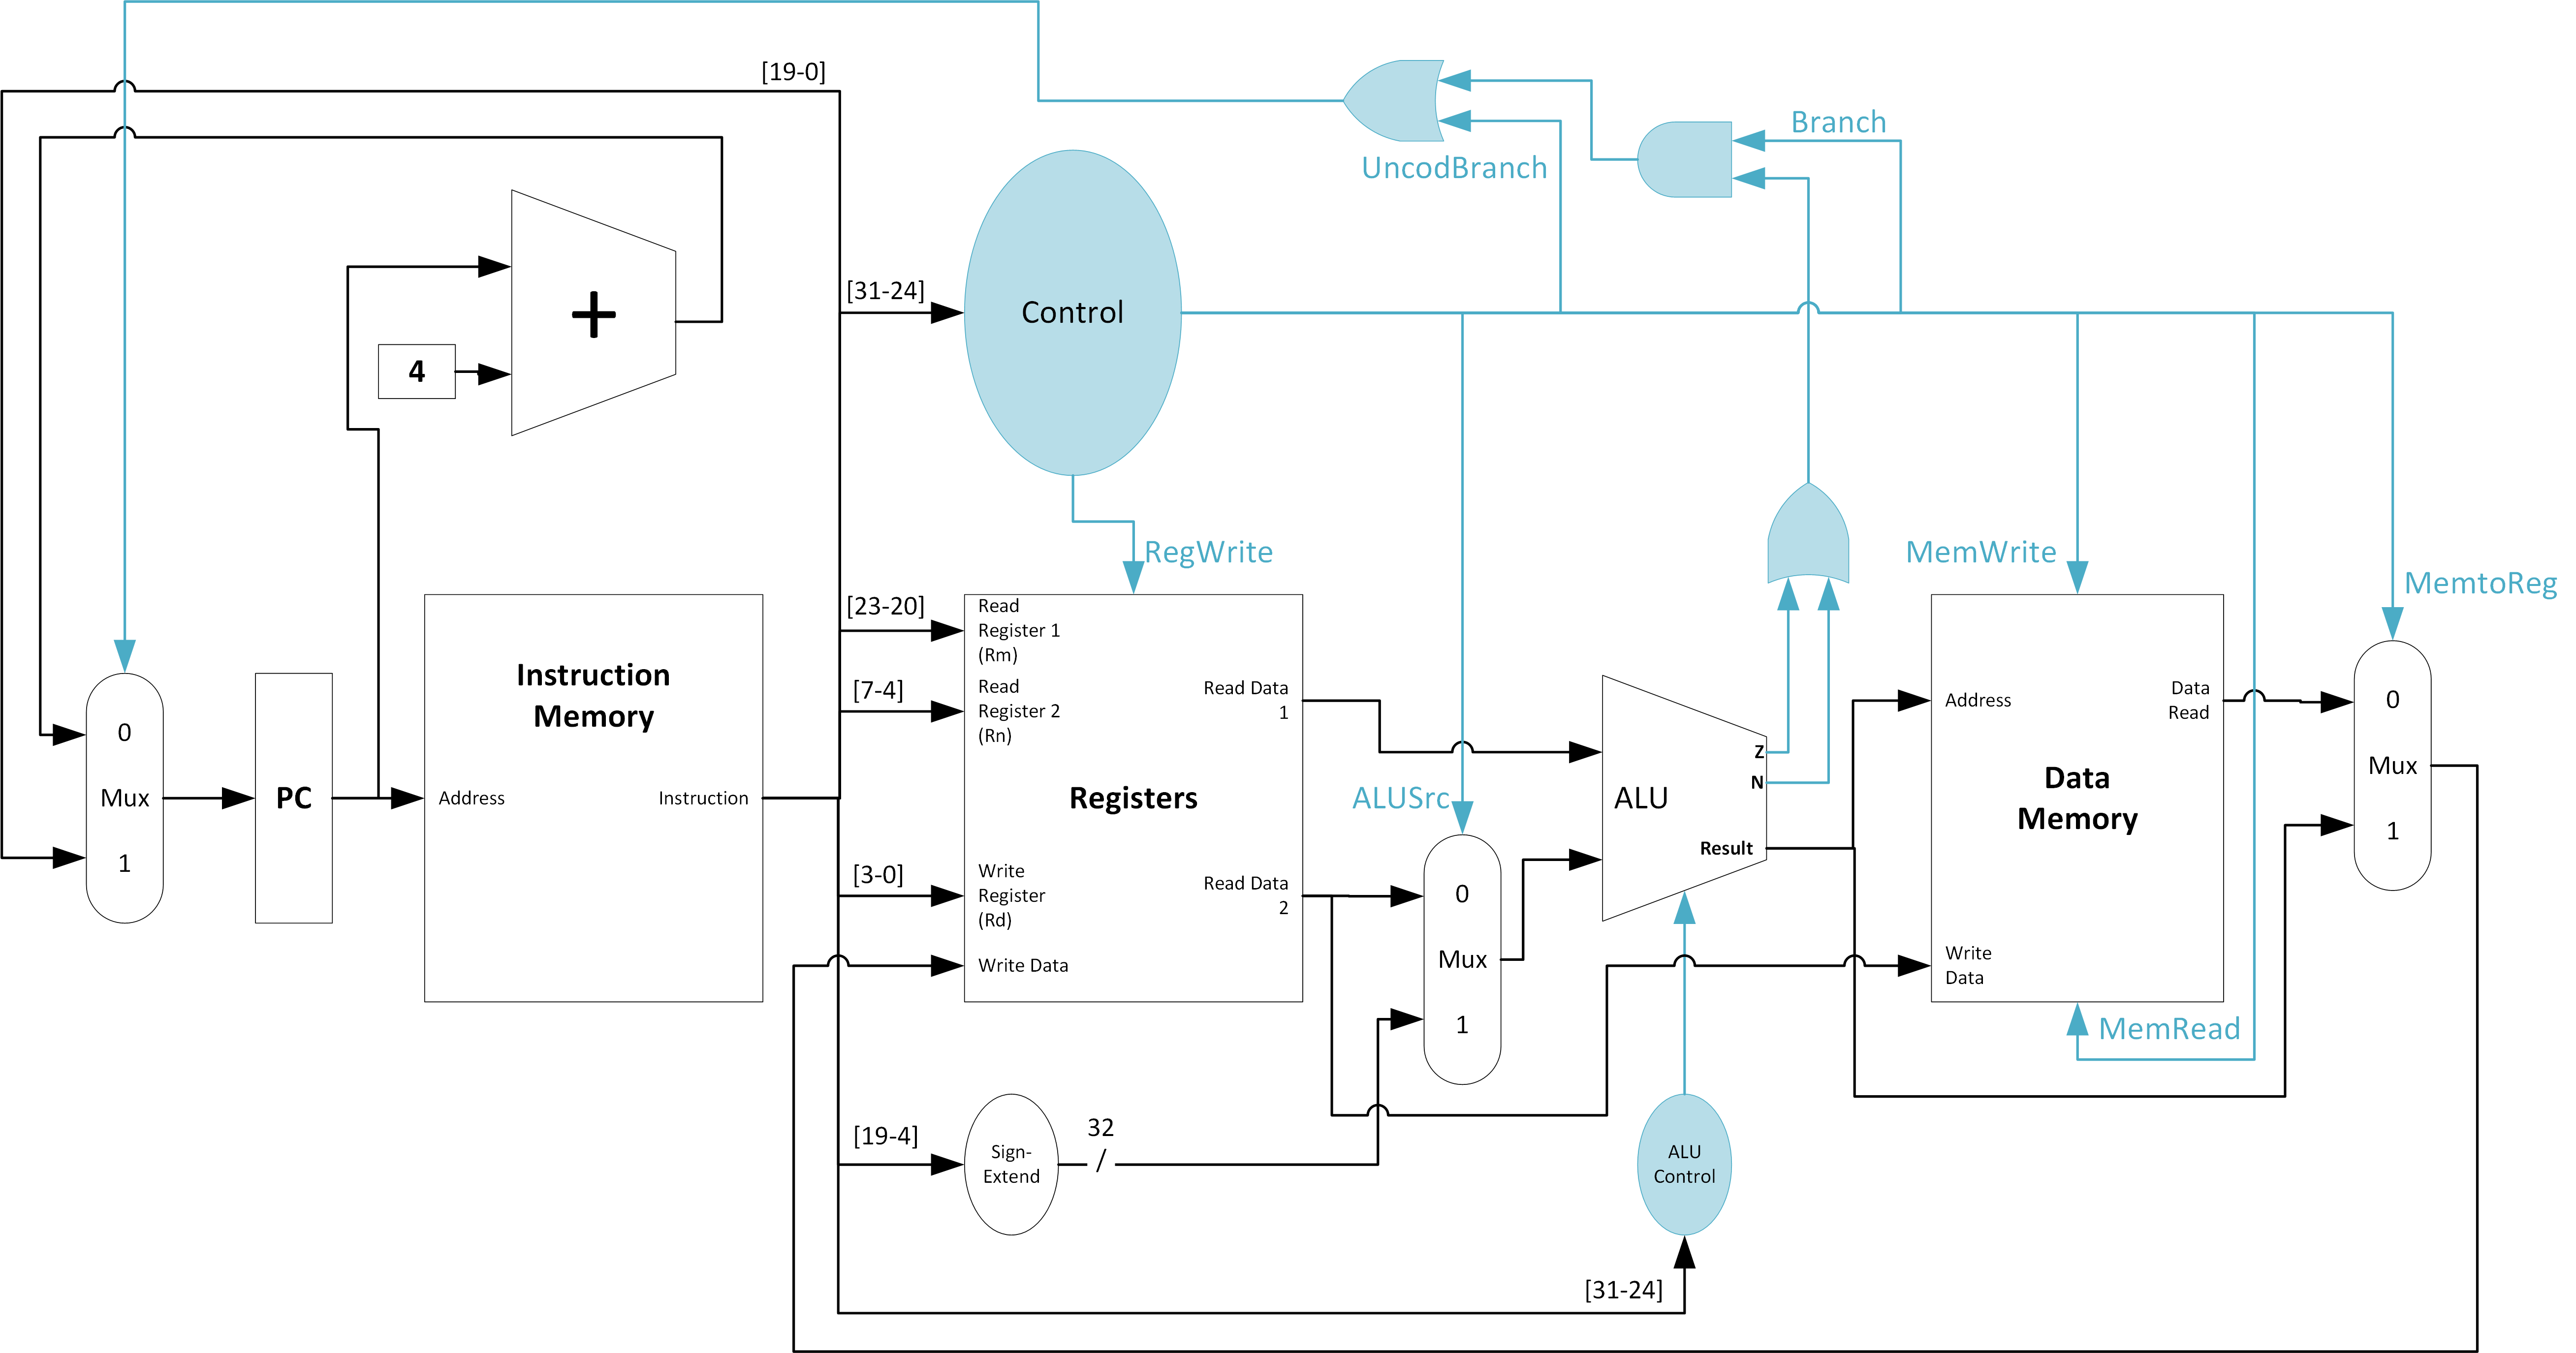 [19-0]
Branch
UncodBranch
[31-24]
Control
+
4
RegWrite
MemWrite
MemtoReg
[23-20]
Read
Register 1
(Rm)
[7-4]
Read
Register 2
(Rn)
Read Data
1
Instruction
Memory
Address
Instruction
0
Mux
1
PC
Registers
[3-0]
Write
Register
(Rd)
Read Data
2
Write Data
ALUSrc
0
Mux
1
Z
N
ALU
Result
Address
Data
Read
Data
Memory
Write
Data
MemRead
0
Mux
1
[19-4]
Sign-
Extend
32
/
ALU
Control
[31-24]